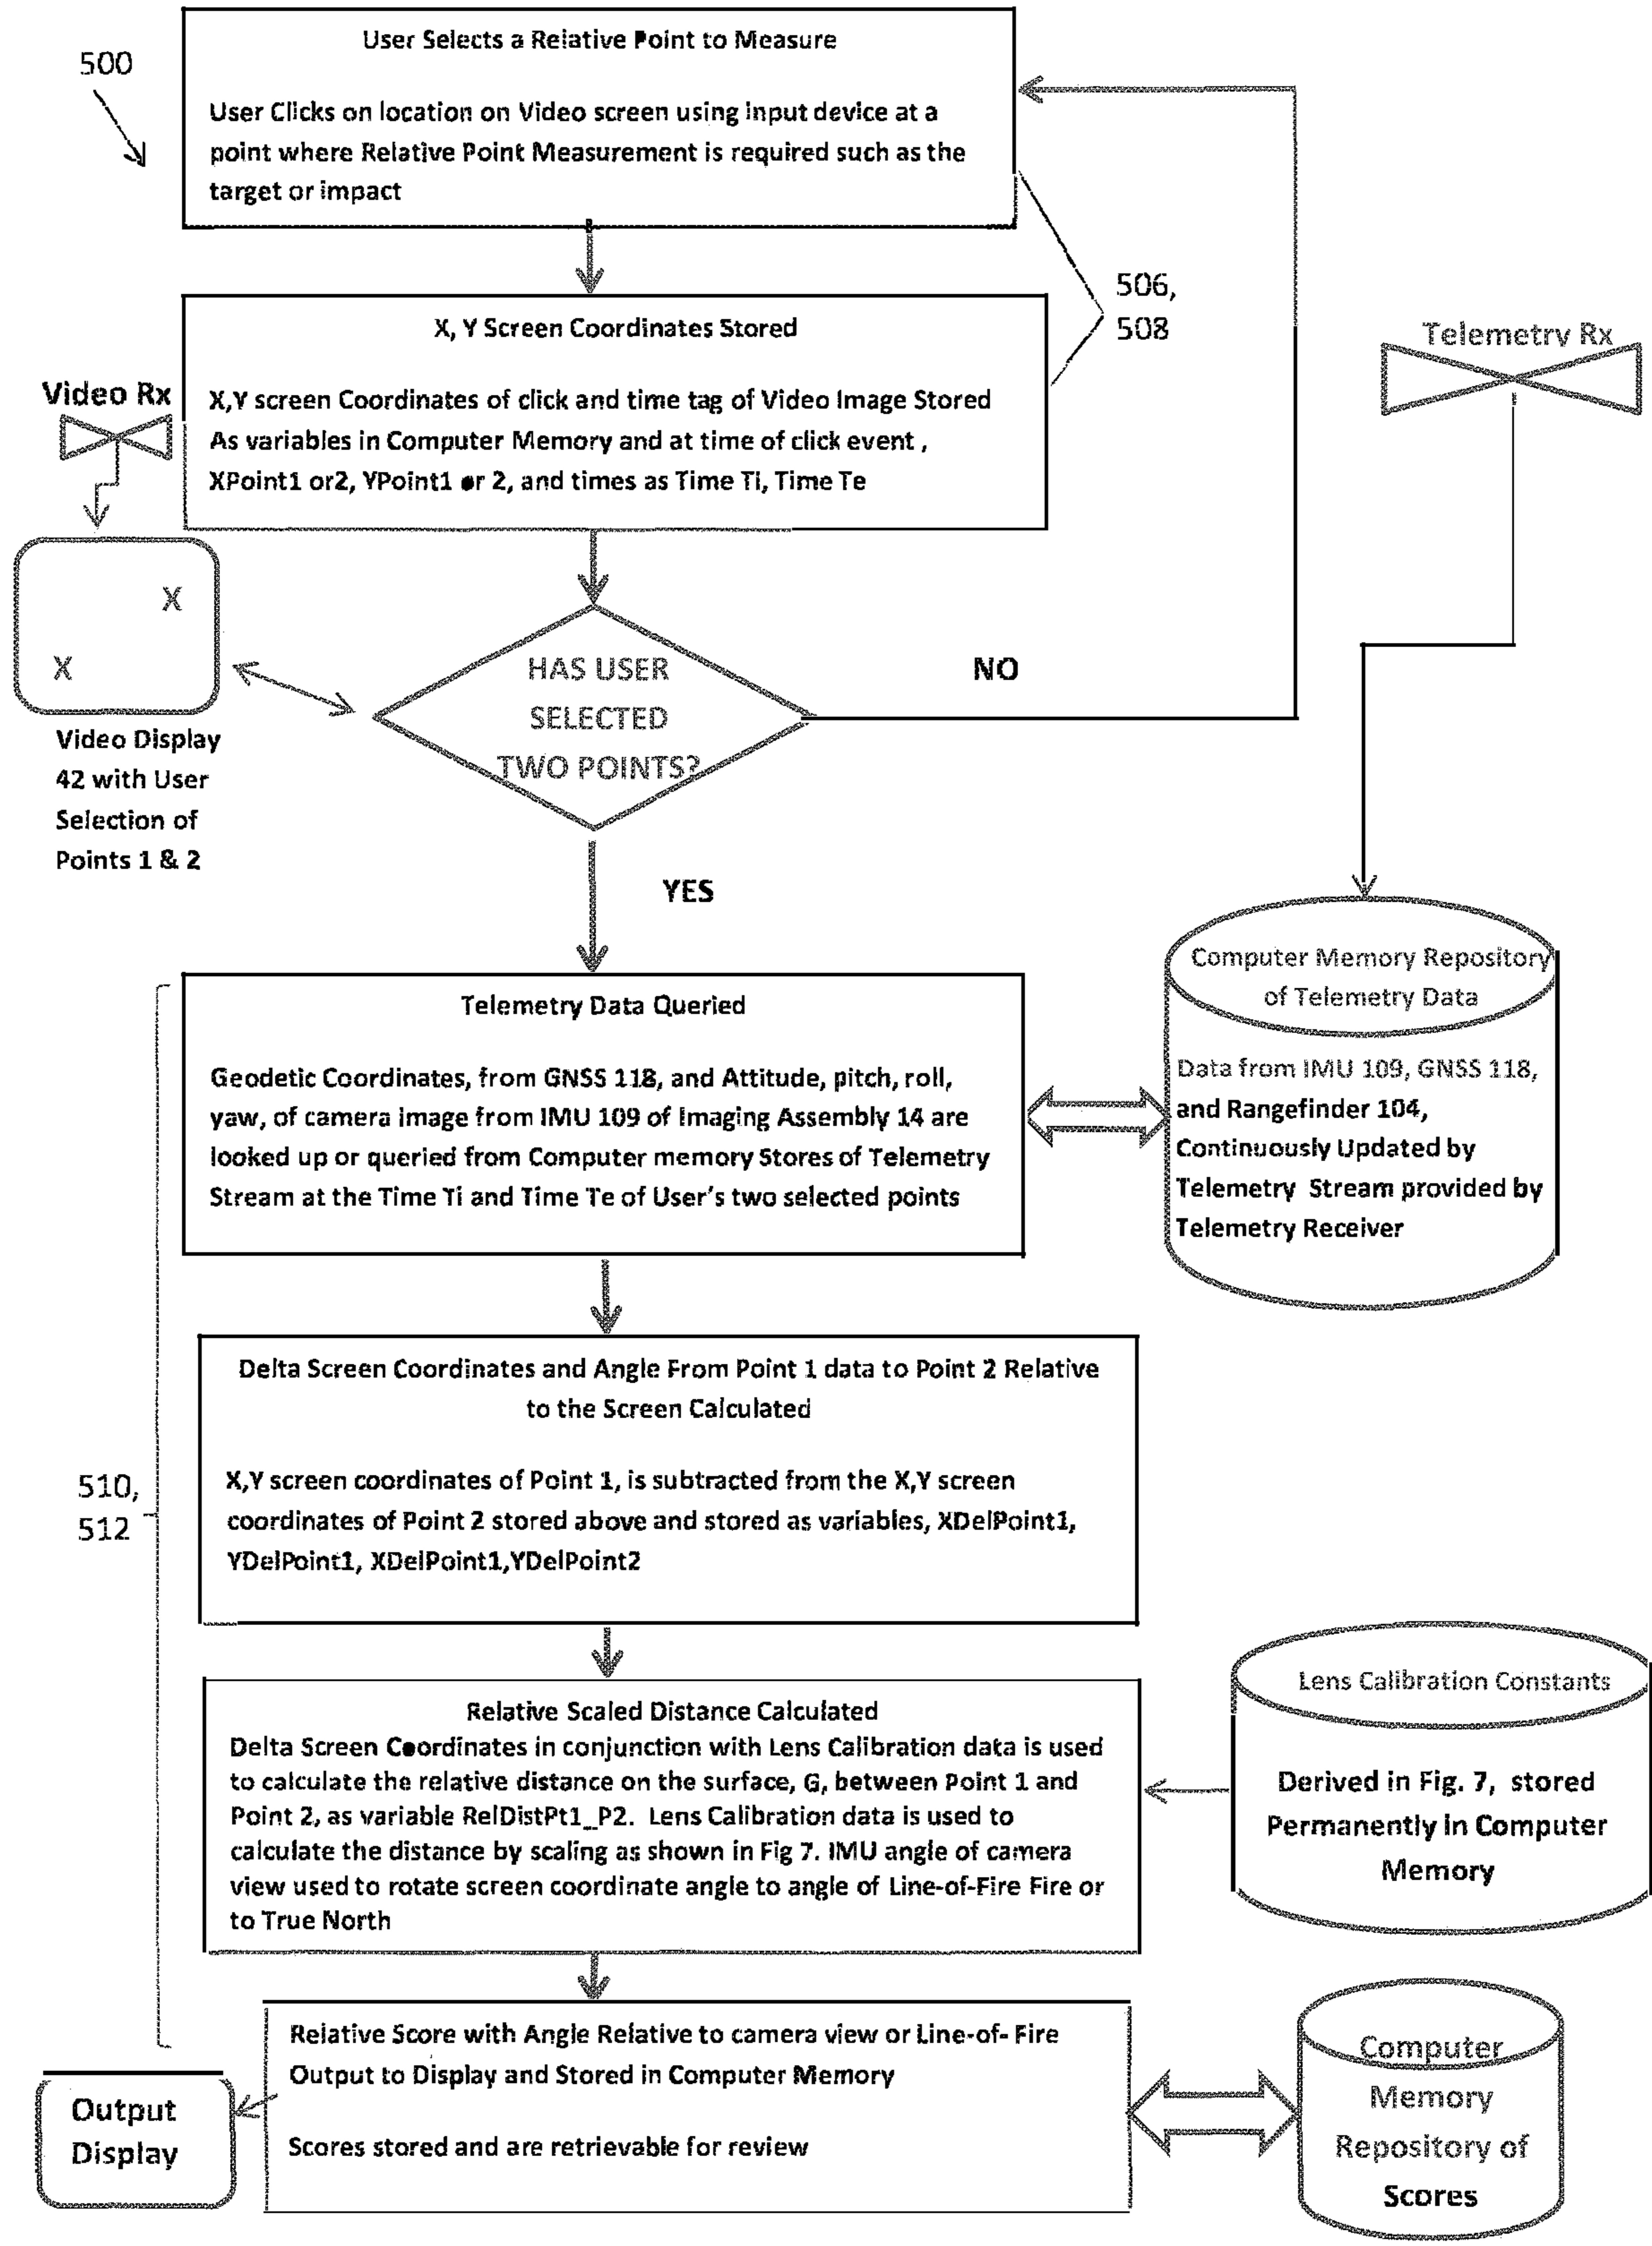 500
User Selects a Relative Point to Measure
User Clicks on location on Video screen using input device at a
point where Relative Point Measurement is required such as the
target or impact
506,
508
X, Y Screen Coordinates Stored
X,Y screen Coordinates of click and time tag of Video Image Stored
As variables in Computer Memory and at time of click event ,
XPoint1 or2, YPoint1 or 2, and times as Time Ti, Time Te
Video Rx
Telemetry Rx
X
X
Video Display
42 with User
Selection of
Points 1 & 2
HAS USER
SELECTED
TWO POINTS?
NO
YES
Telemetry Data Queried
Geodetic Coordinates, from GNSS 118, and Attitude, pitch, roll,
yaw, of camera image from IMU 109 of Imaging Assembly 14 are
looked up or queried from Computer memory Stores of Telemetry
Stream at the Time Ti and Time Te of User's two selected points
Computer Memory Repository
of Telemetry Data
Data from IMU 109, GNSS 118,
and Rangefinder 104,
Continuously Updated by
Telemetry Stream provided by
Telemetry Receiver
510,
512
Delta Screen Coordinates and Angle From Point 1 data to Point 2 Relative
to the Screen Calculated
X,Y screen coordinates of Point 1, is subtracted from the X,Y screen
coordinates of Point 2 stored above and stored as variables, XDelPoint1,
YDelPoint1, XDelPoint1,YDelPoint2
Relative Scaled Distance Calculated
Delta Screen Coordinates in conjunction with Lens Calibration data is used
to calculate the relative distance on the surface, G, between Point 1 and
Point 2, as variable RelDistPt1_P2. Lens Calibration data is used to
calculate the distance by scaling as shown in Fig 7. IMU angle of camera
view used to rotate screen coordinate angle to angle of Line-of-Fire Fire or
to True North
Lens Calibration Constants
Derived in Fig. 7, stored
Permanently in Computer
Memory
Relative Score with Angle Relative to camera view or Line-of- Fire
Output to Display and Stored in Computer Memory
Scores stored and are retrievable for review
Output
Display
Computer
Memory
Repository of
Scores